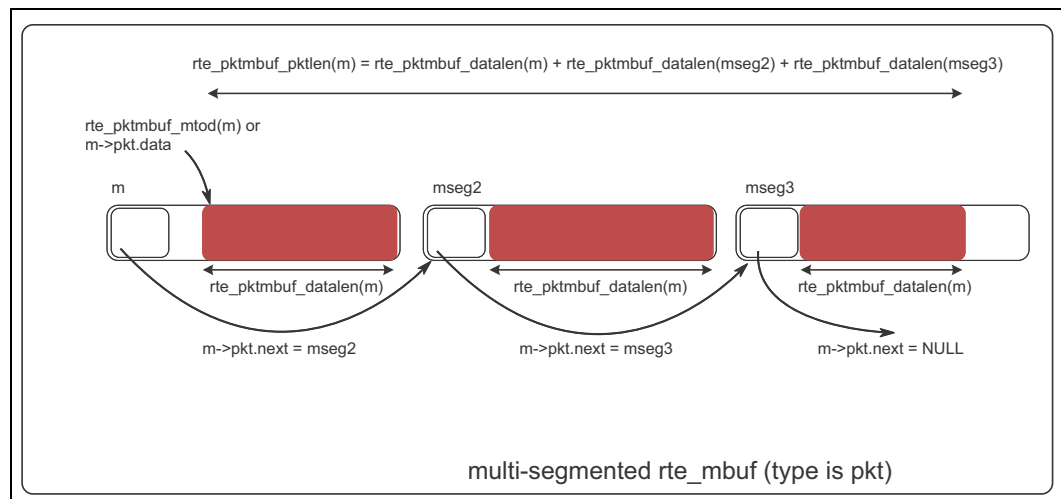 rte_pktmbuf_pktlen(m) = rte_pktmbuf_datalen(m) + rte_pktmbuf_datalen(mseg2) + rte_pktmbuf_datalen(mseg3)
rte_pktmbuf_mtod(m) or
m->pkt.data
m
mseg2
mseg3
rte_pktmbuf_datalen(m)
rte_pktmbuf_datalen(m)
rte_pktmbuf_datalen(m)
m->pkt.next = mseg2
m->pkt.next = mseg3
m->pkt.next = NULL
multi-segmented rte_mbuf (type is pkt)